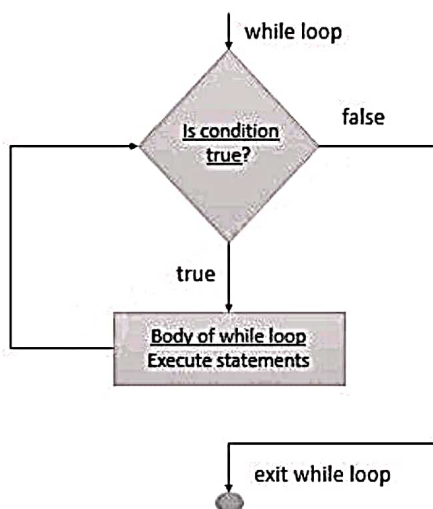 while loop
Is condition
true?
false
true
Body of while loop
Execute statements
exit while loop